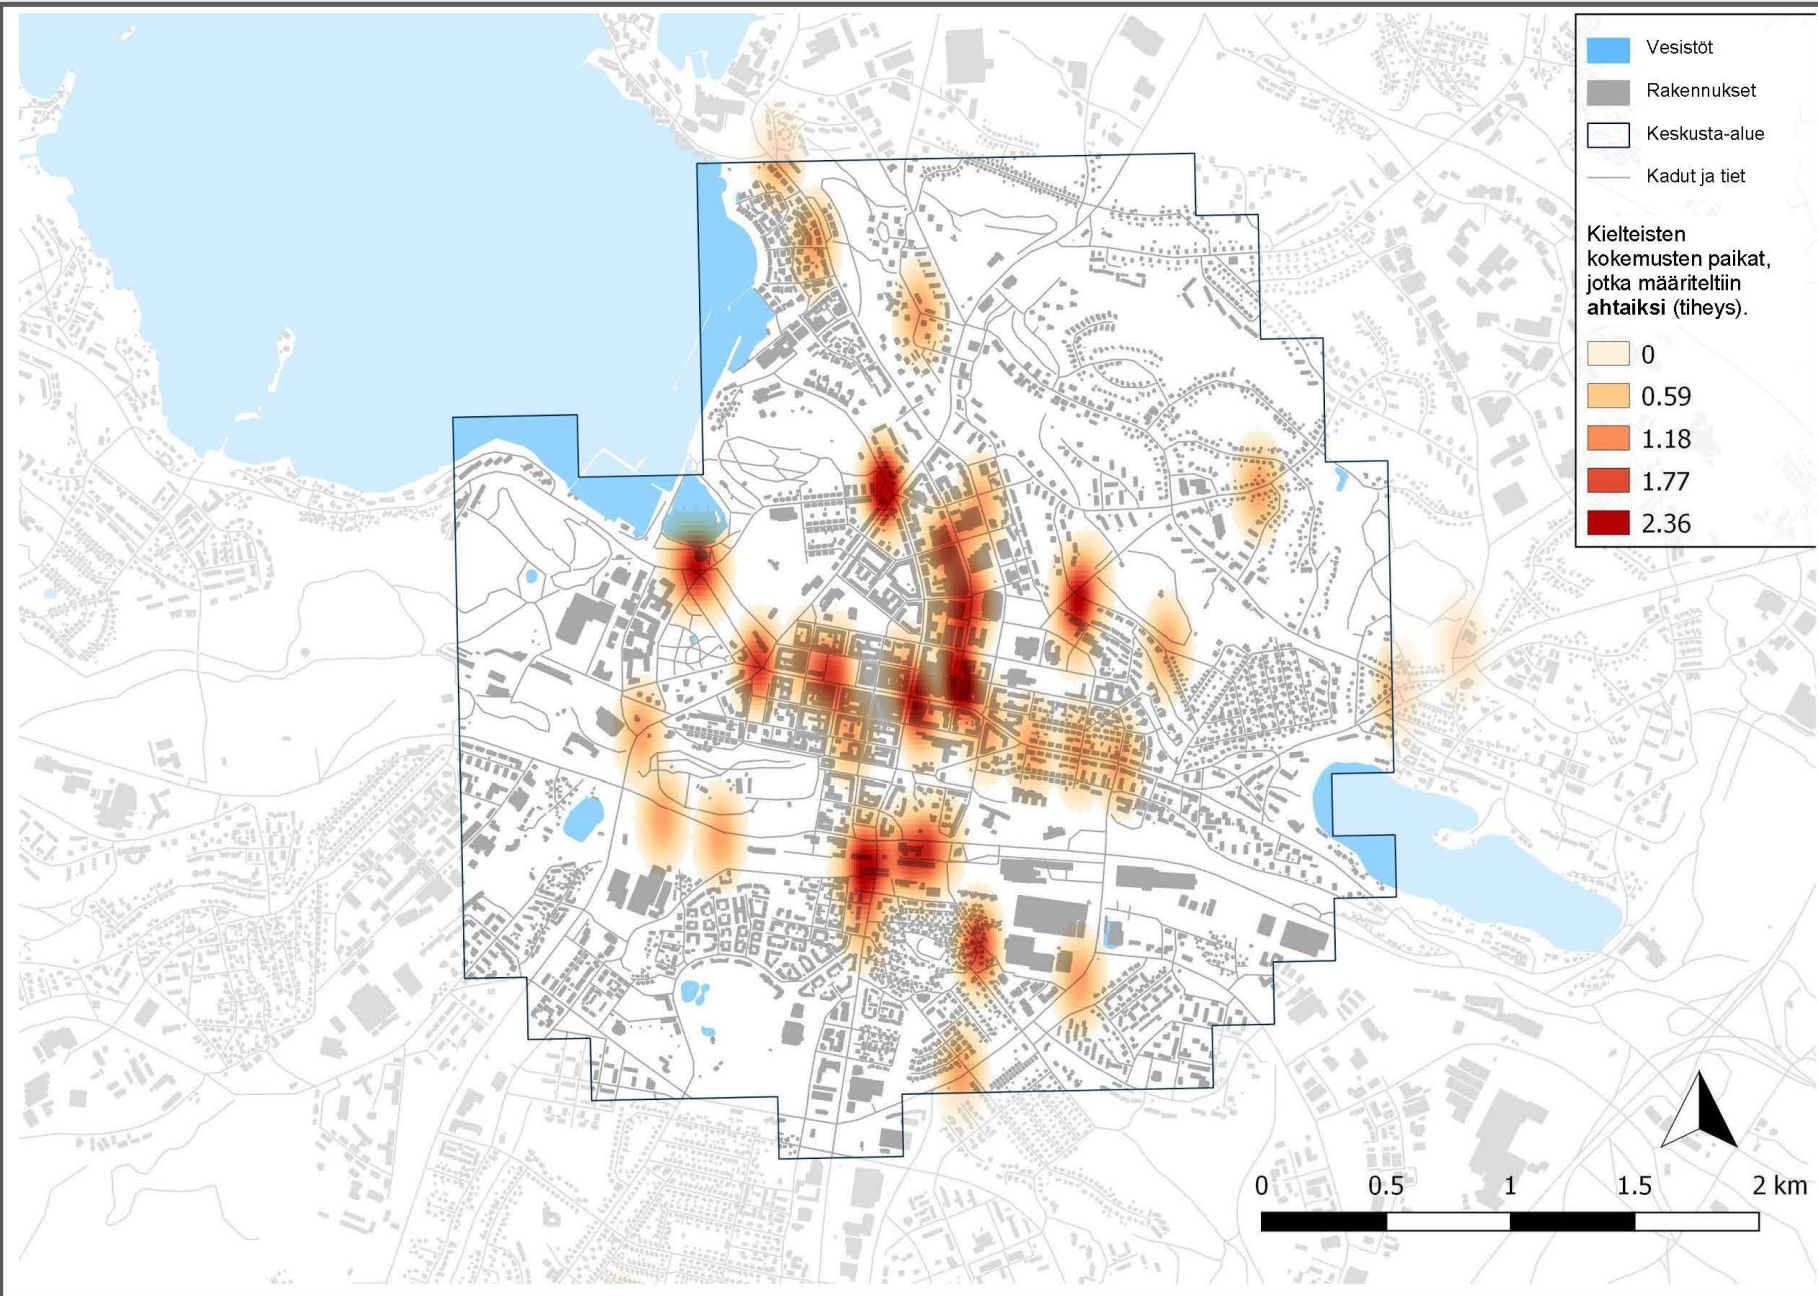 Vesistöt
Rakennukset
Keskusta-alue
Kadut ja tiet
Kielteisten
kokemusten paikat,
jotka määriteltiin
ahtaiksi (tiheys).
0
0.59
1.18
1.77
2.36
0 0.5 1 1.5 2 km